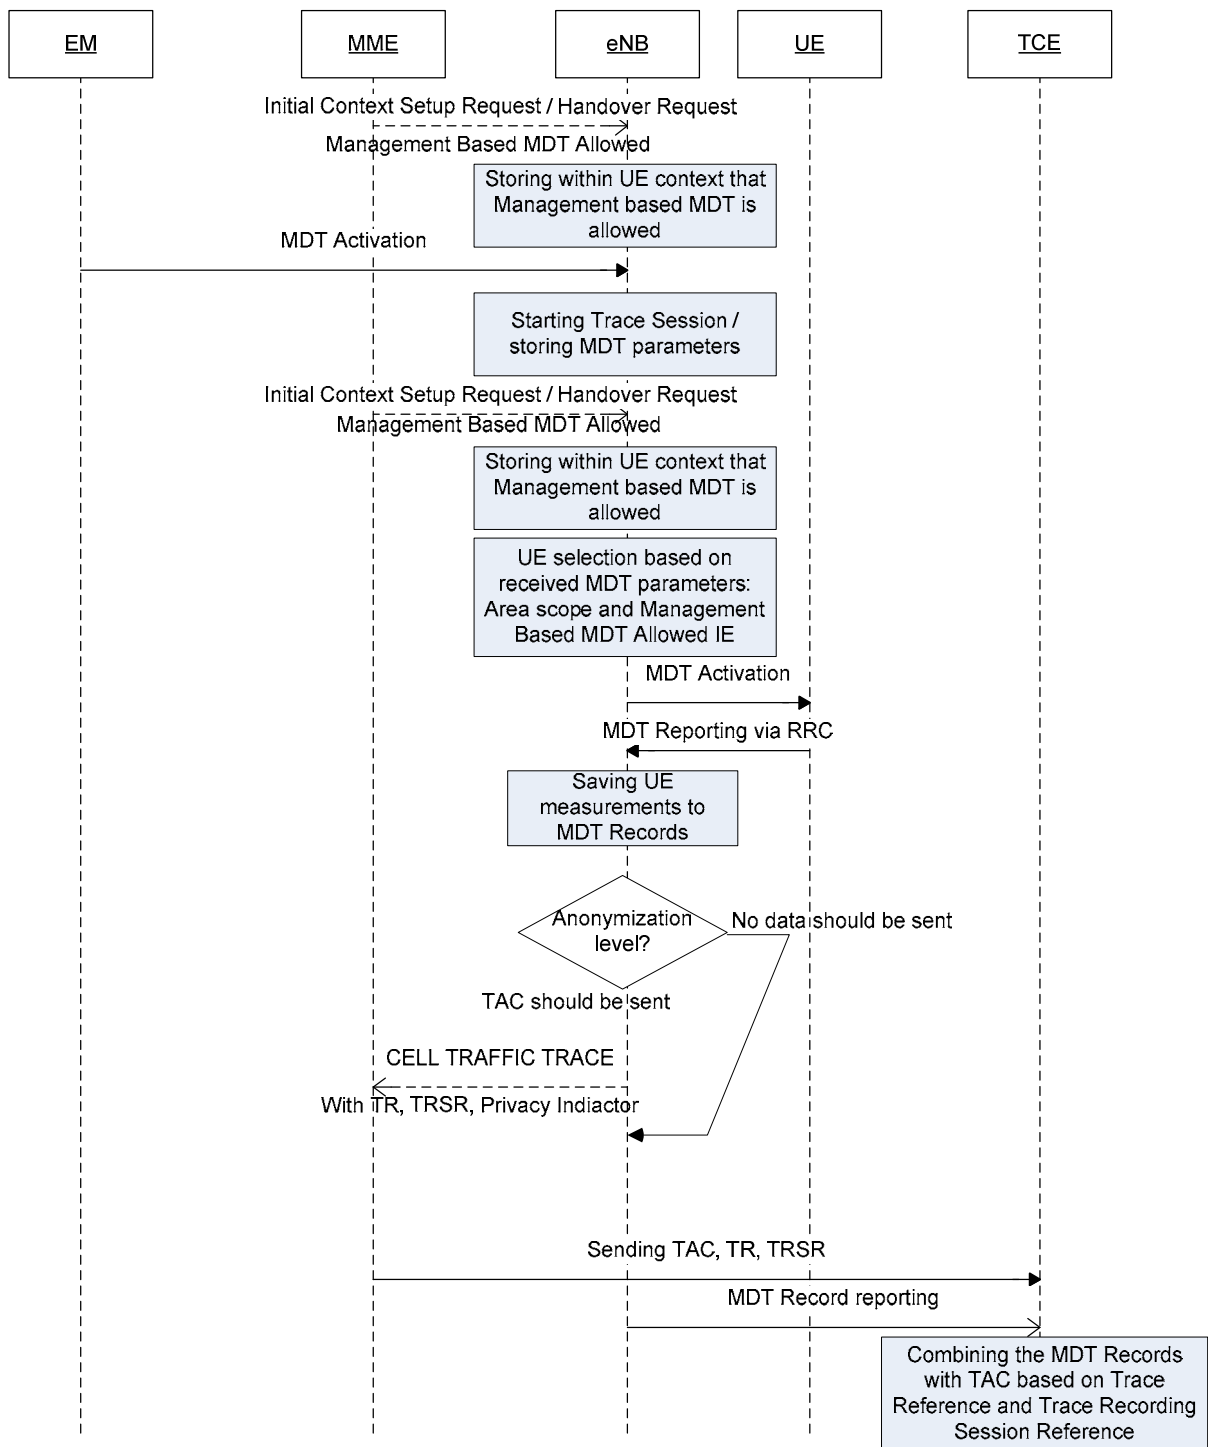 EM
MME
eNB
UE
TCE
Initial Context Setup Request / Handover Request
Management Based MDT Allowed
Storing within UE context that
Management based MDT is
allowed
MDT Activation
Starting Trace Session /
storing MDT parameters
Initial Context Setup Request / Handover Request
Management Based MDT Allowed
Storing within UE context that
Management based MDT is
allowed
UE selection based on
received MDT parameters:
Area scope and Management
Based MDT Allowed IE
MDT Activation
MDT Reporting via RRC
Saving UE
measurements to
MDT Records
Anonymization
level?
No data should be sent
TAC should be sent
CELL TRAFFIC TRACE
With TR, TRSR, Privacy Indiactor
Sending TAC, TR, TRSR
MDT Record reporting
Combining the MDT Records
with TAC based on Trace
Reference and Trace Recording
Session Reference